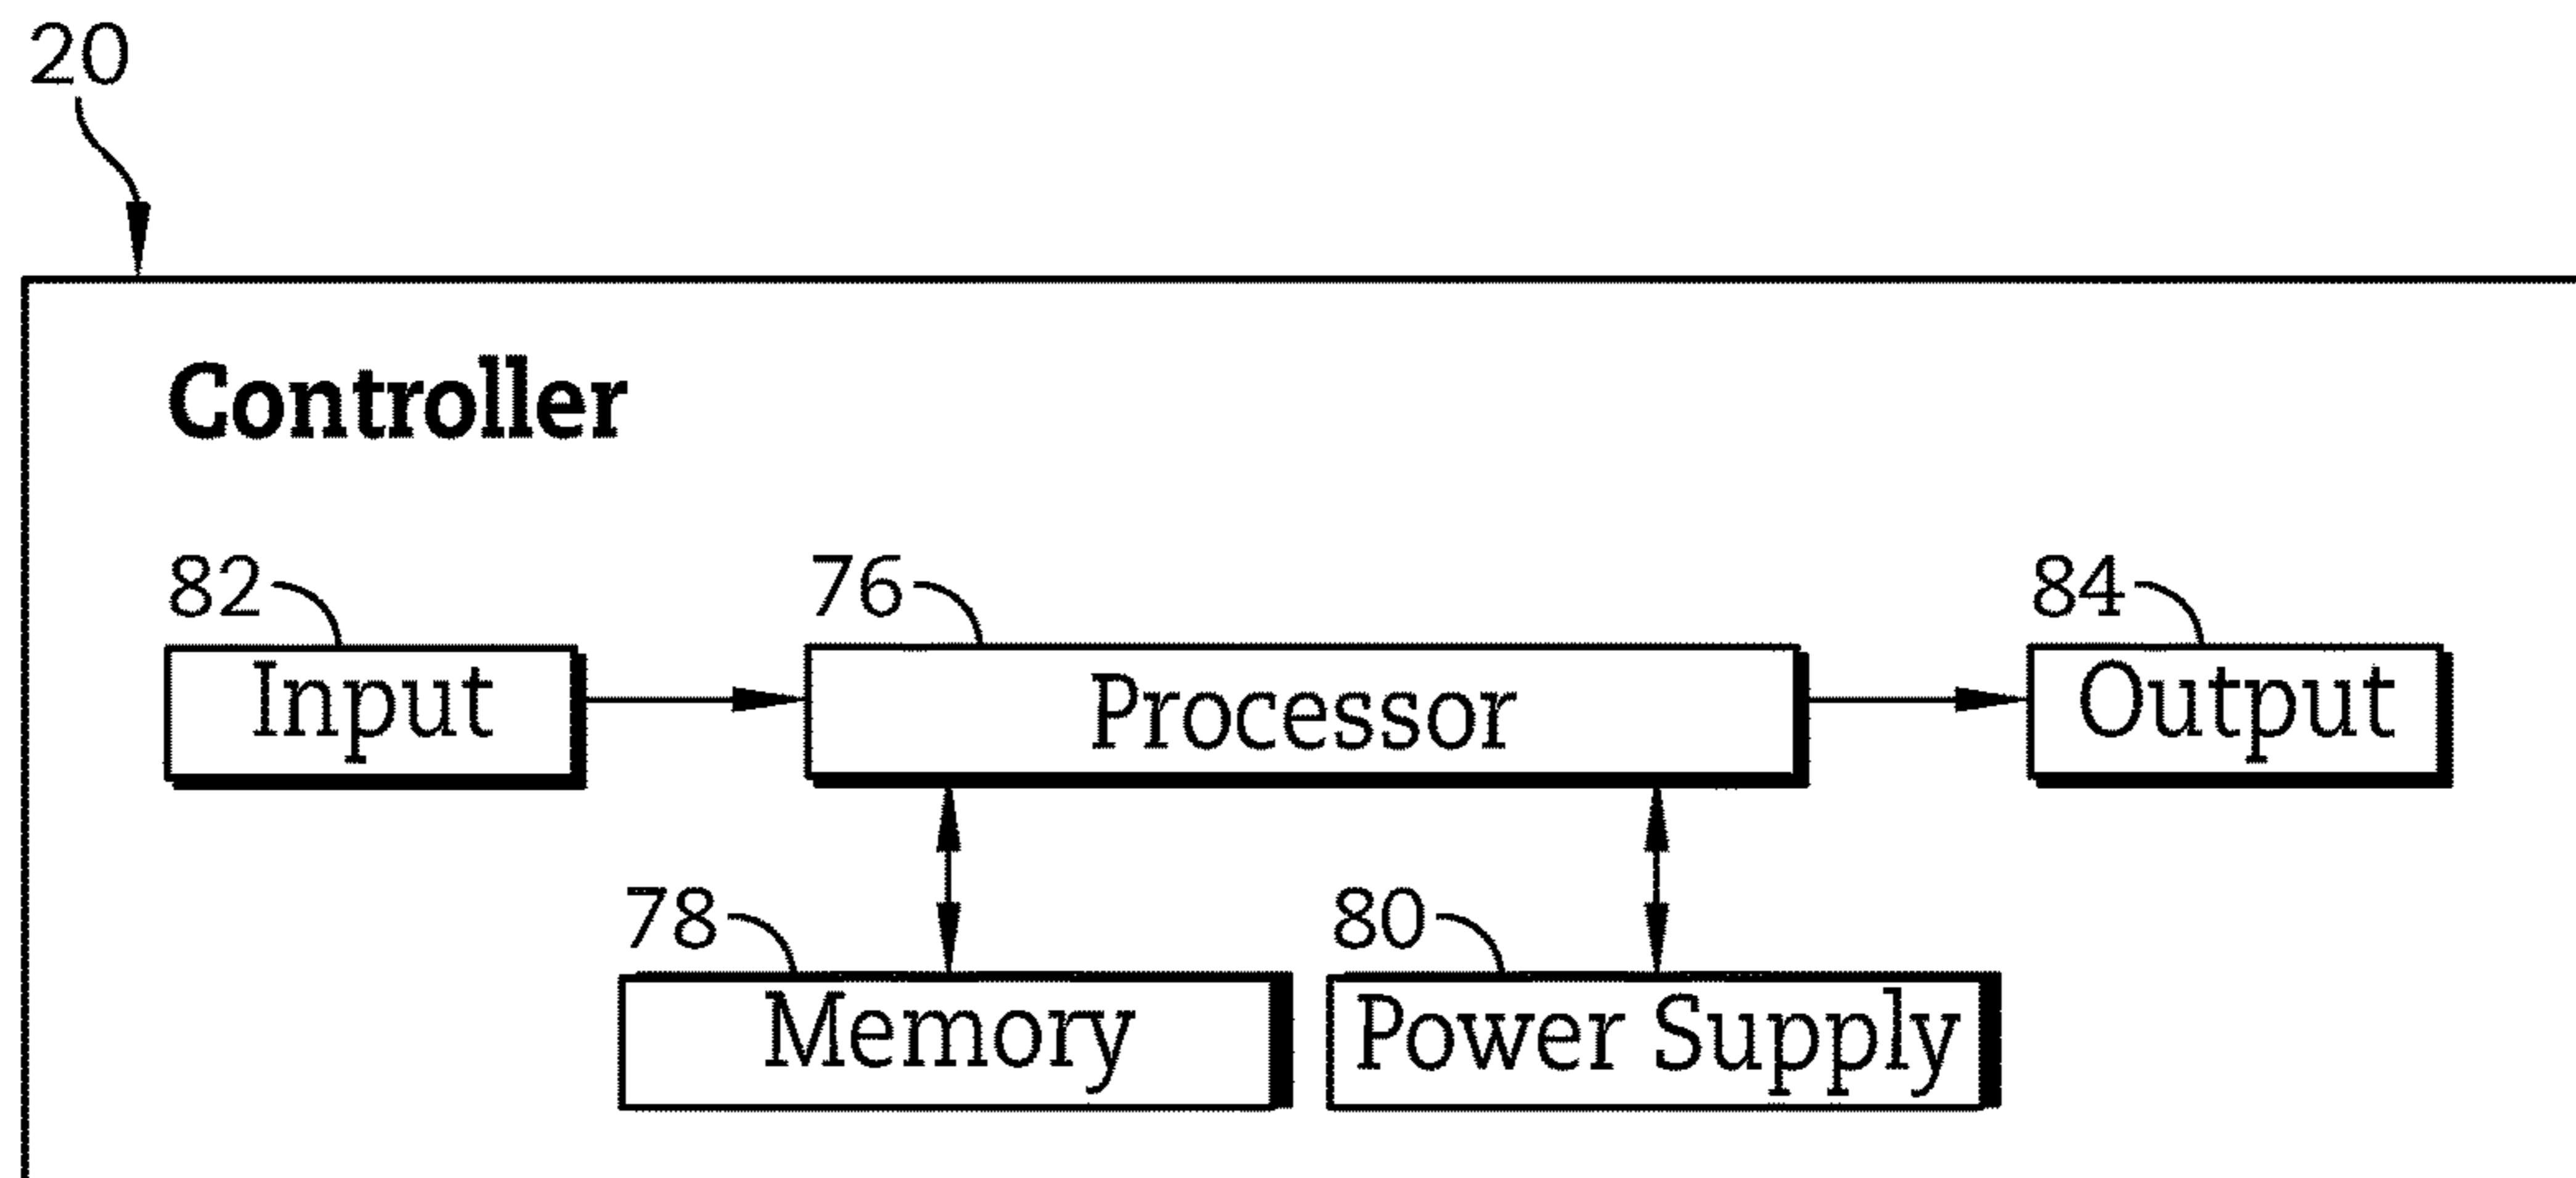 20
Controller
82
76
84
Input
Processor
Output
78
80
Memory
Power Supply